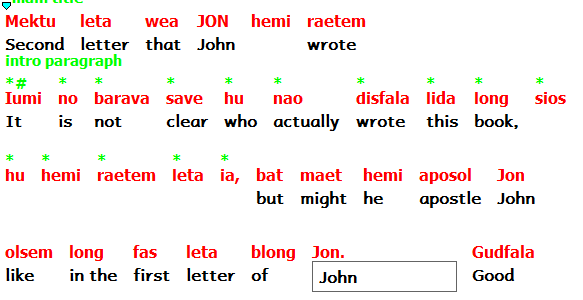 main title
Mektu leta wea JON hemi raetem
Second letter that John wrote
intro paragraph
*# * * * * * * * * *
Iumi no barava save hu nao disfala lida long sios
It is not clear who actually wrote this book,
* * * * *
hu hemi raetem leta ia, bat maet hemi aposol Jon
but might he apostle John
olsem long fas leta blong Jon. Gudfala
like in the first letter of John Good